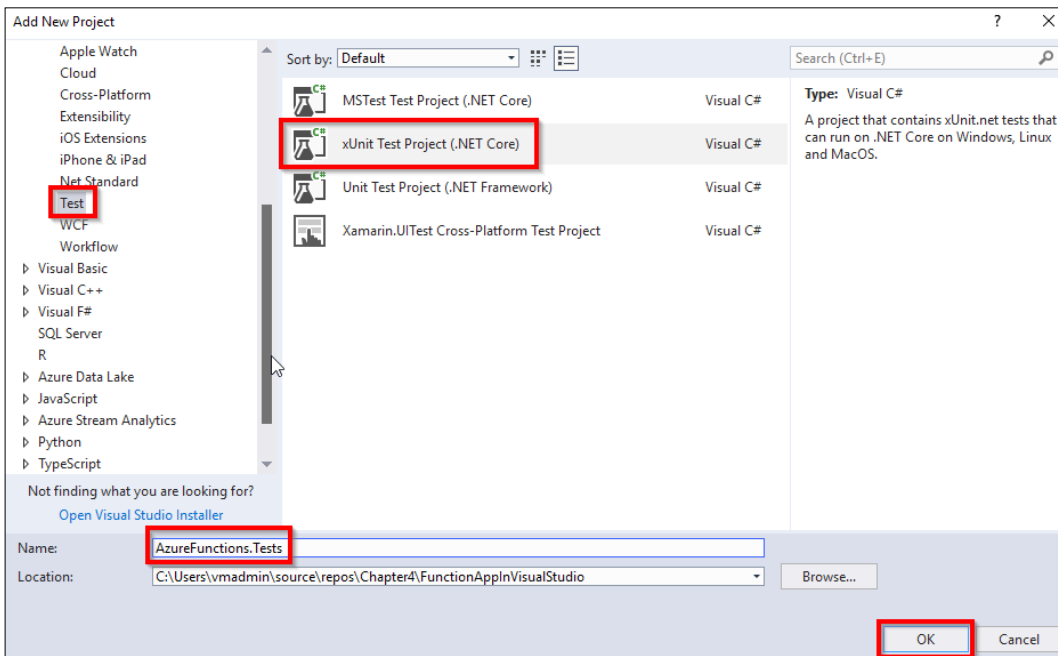 Add New Project
?
X
Apple Watch
Cloud
Cross-Platform
Extensibility
iOS Extensions
iPhone & iPad
Net Standard
Test
WCF
Workflow
Visual Basic
Visual C++
Visual F#
SQL Server
R
Azure Data Lake
JavaScript
Azure Stream Analytics
Python
TypeScript
Not finding what you are looking for?
Open Visual Studio Installer
Sort by: Default
C# MSTest Test Project (.NET Core) Visual C#
C# xUnit Test Project (.NET Core) Visual C#
C# Unit Test Project (.NET Framework) Visual C#
Xamarin.UITest Cross-Platform Test Project Visual C#
Search (Ctrl+E)
Type: Visual C#
A project that contains xUnit.net tests that
can run on .NET Core on Windows, Linux
and MacOS.
Name: AzureFunctions.Tests
Location: C:\Users\vmadmin\source\repos\Chapter4\FunctionAppInVisualStudio
Browse...
OK
Cancel